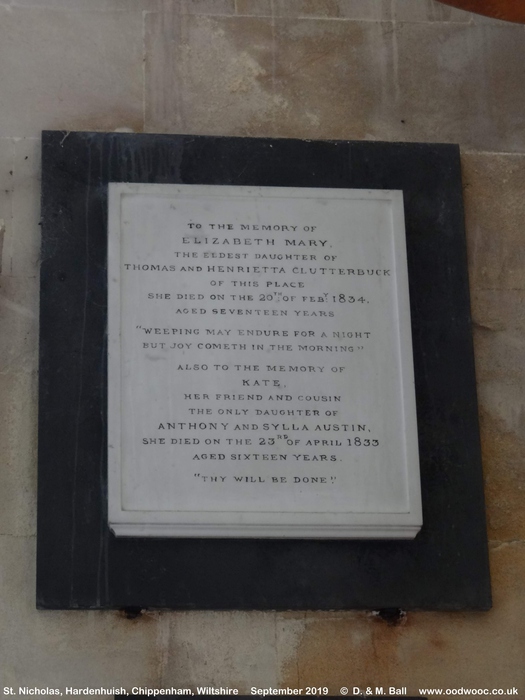 TO THE MEMORY OF
ELIZABETH MARY,
THE ELDEST DAUGHTER OF
THOMAS AND HENRIETTA CLUTTERBUCK
OF THIS PLACE
SHE DIED ON THE 20TH OF FEBY 1834,
AGED SEVENTEEN YEARS
"WEEPING MAY ENDURE FOR A NIGHT
BUT JOY COMETH IN THE MORNING"
ALSO TO THE MEMORY OF
KATE,
HER FRIEND AND COUSIN
THE ONLY DAUGHTER OF
ANTHONY AND SYLLA AUSTIN,
SHE DIED ON THE 23RD OF APRIL 1833
AGED SIXTEEN YEARS.
"THY WILL BE DONE!"
St. Nicholas, Hardenhuish, Chippenham, Wiltshire September 2019 © D. & M. Ball www.oodwooc.co.uk